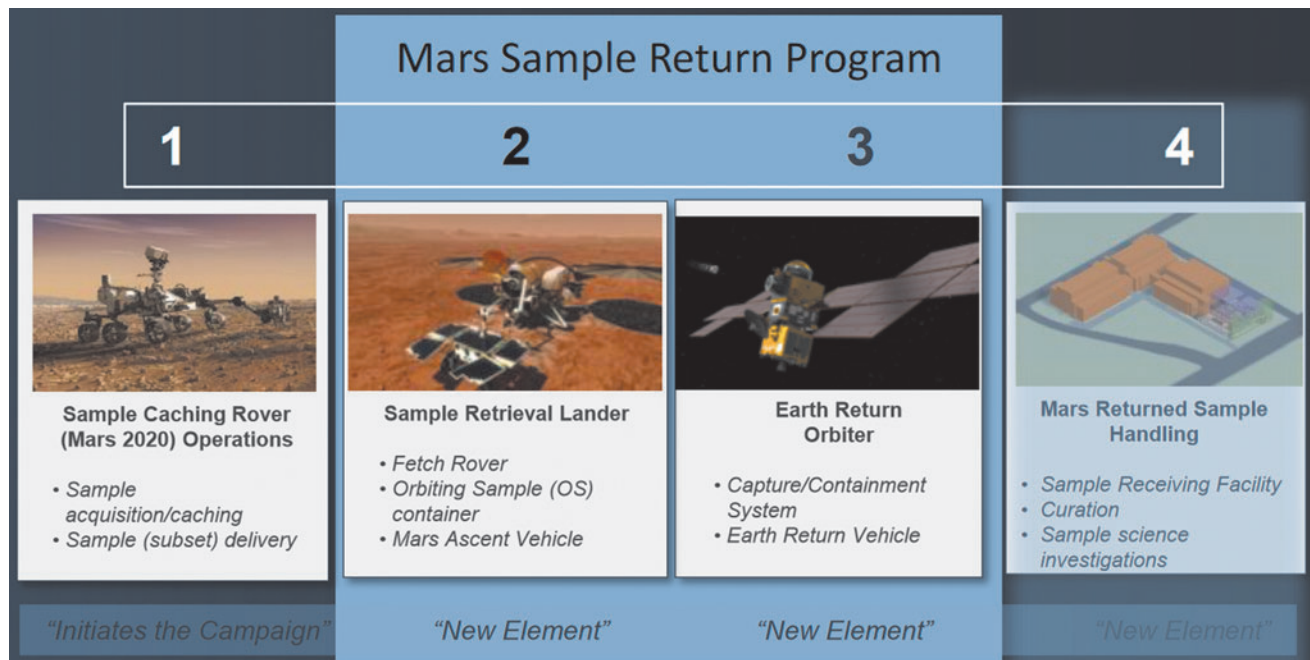 Mars Sample Return Program
1
2
3
4
Sample Caching Rover
(Mars 2020) Operations
• Sample
acquisition/caching
• Sample (subset) delivery
"Initiates the Campaign"
Sample Retrieval Lander
• Fetch Rover
• Orbiting Sample (OS)
container
• Mars Ascent Vehicle
"New Element"
Earth Return
Orbiter
• Capture/Containment
System
• Earth Return Vehicle
"New Element"
Mars Returned Sample
Handling
• Sample Receiving Facility
• Curation
• Sample science
investigations
"New Element"